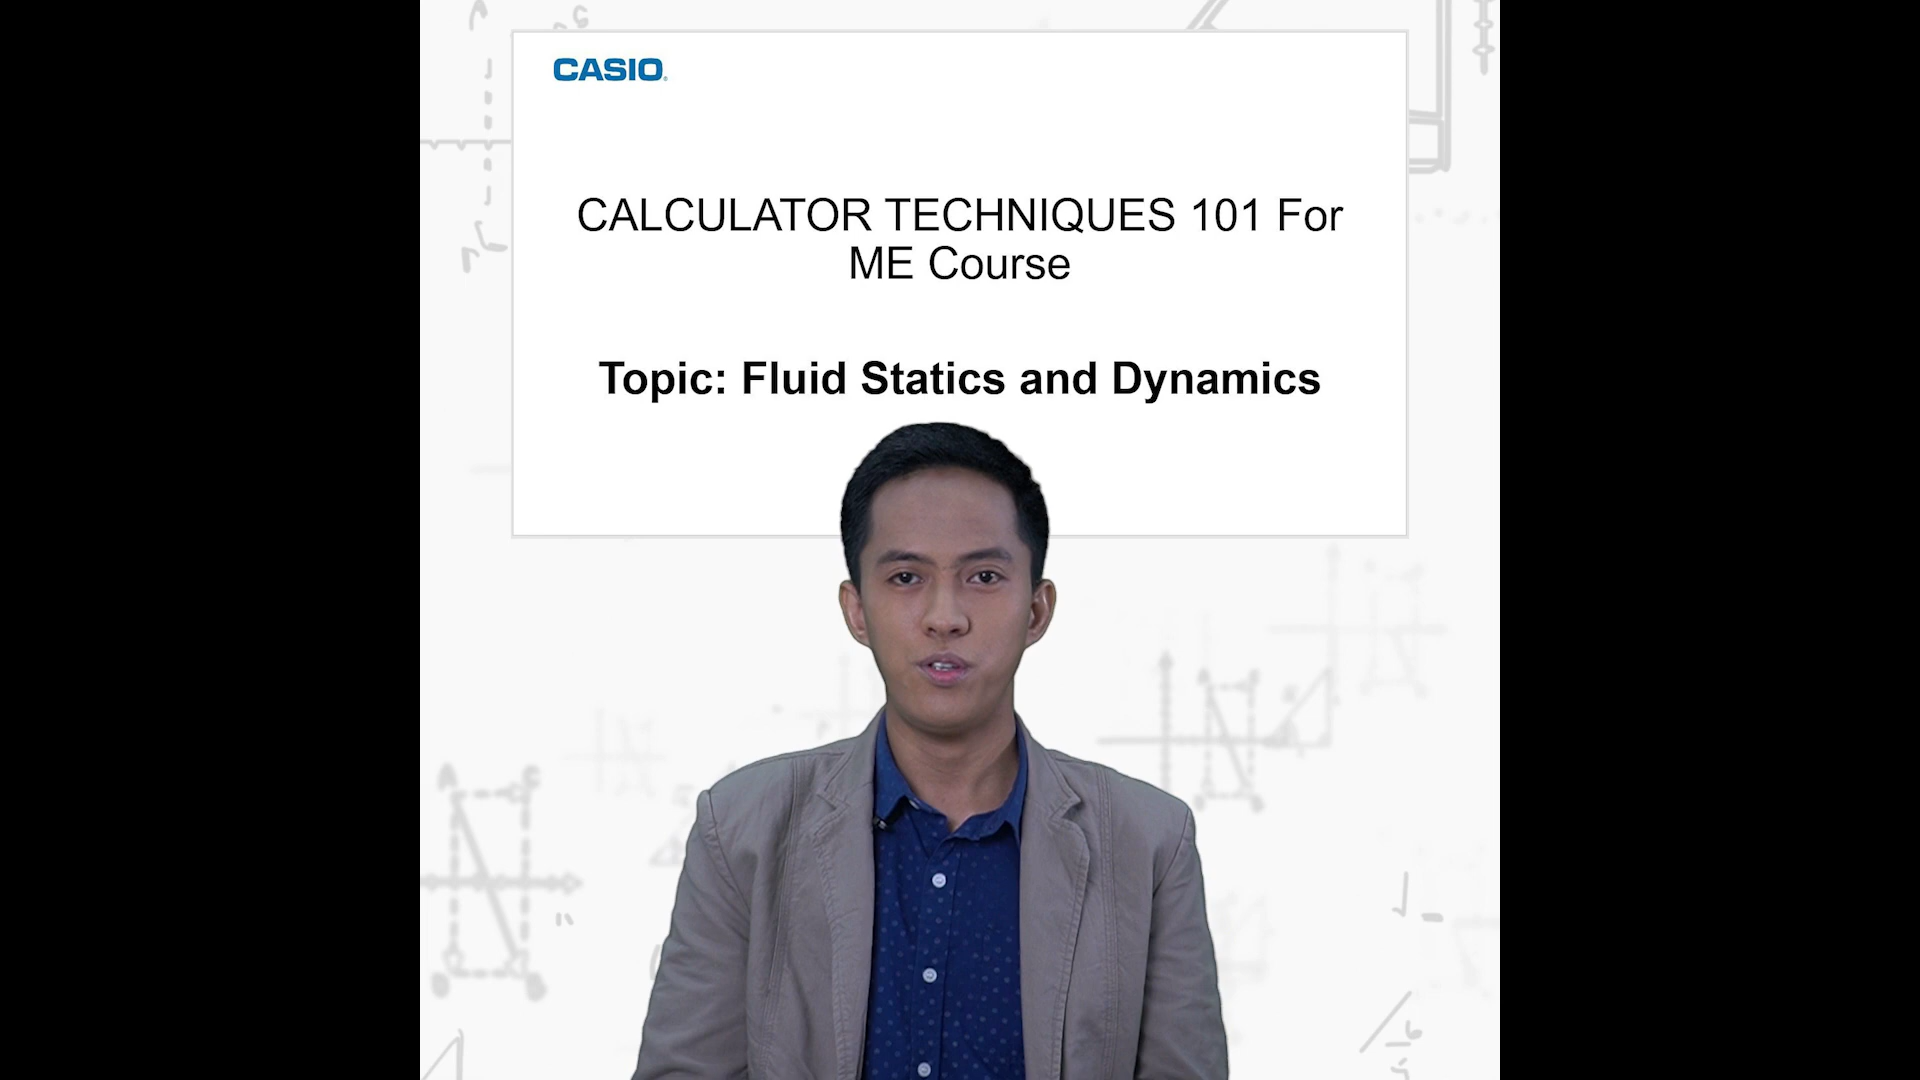 CASIO
CALCULATOR TECHNIQUES 101 For
ME Course
Topic: Fluid Statics and Dynamics